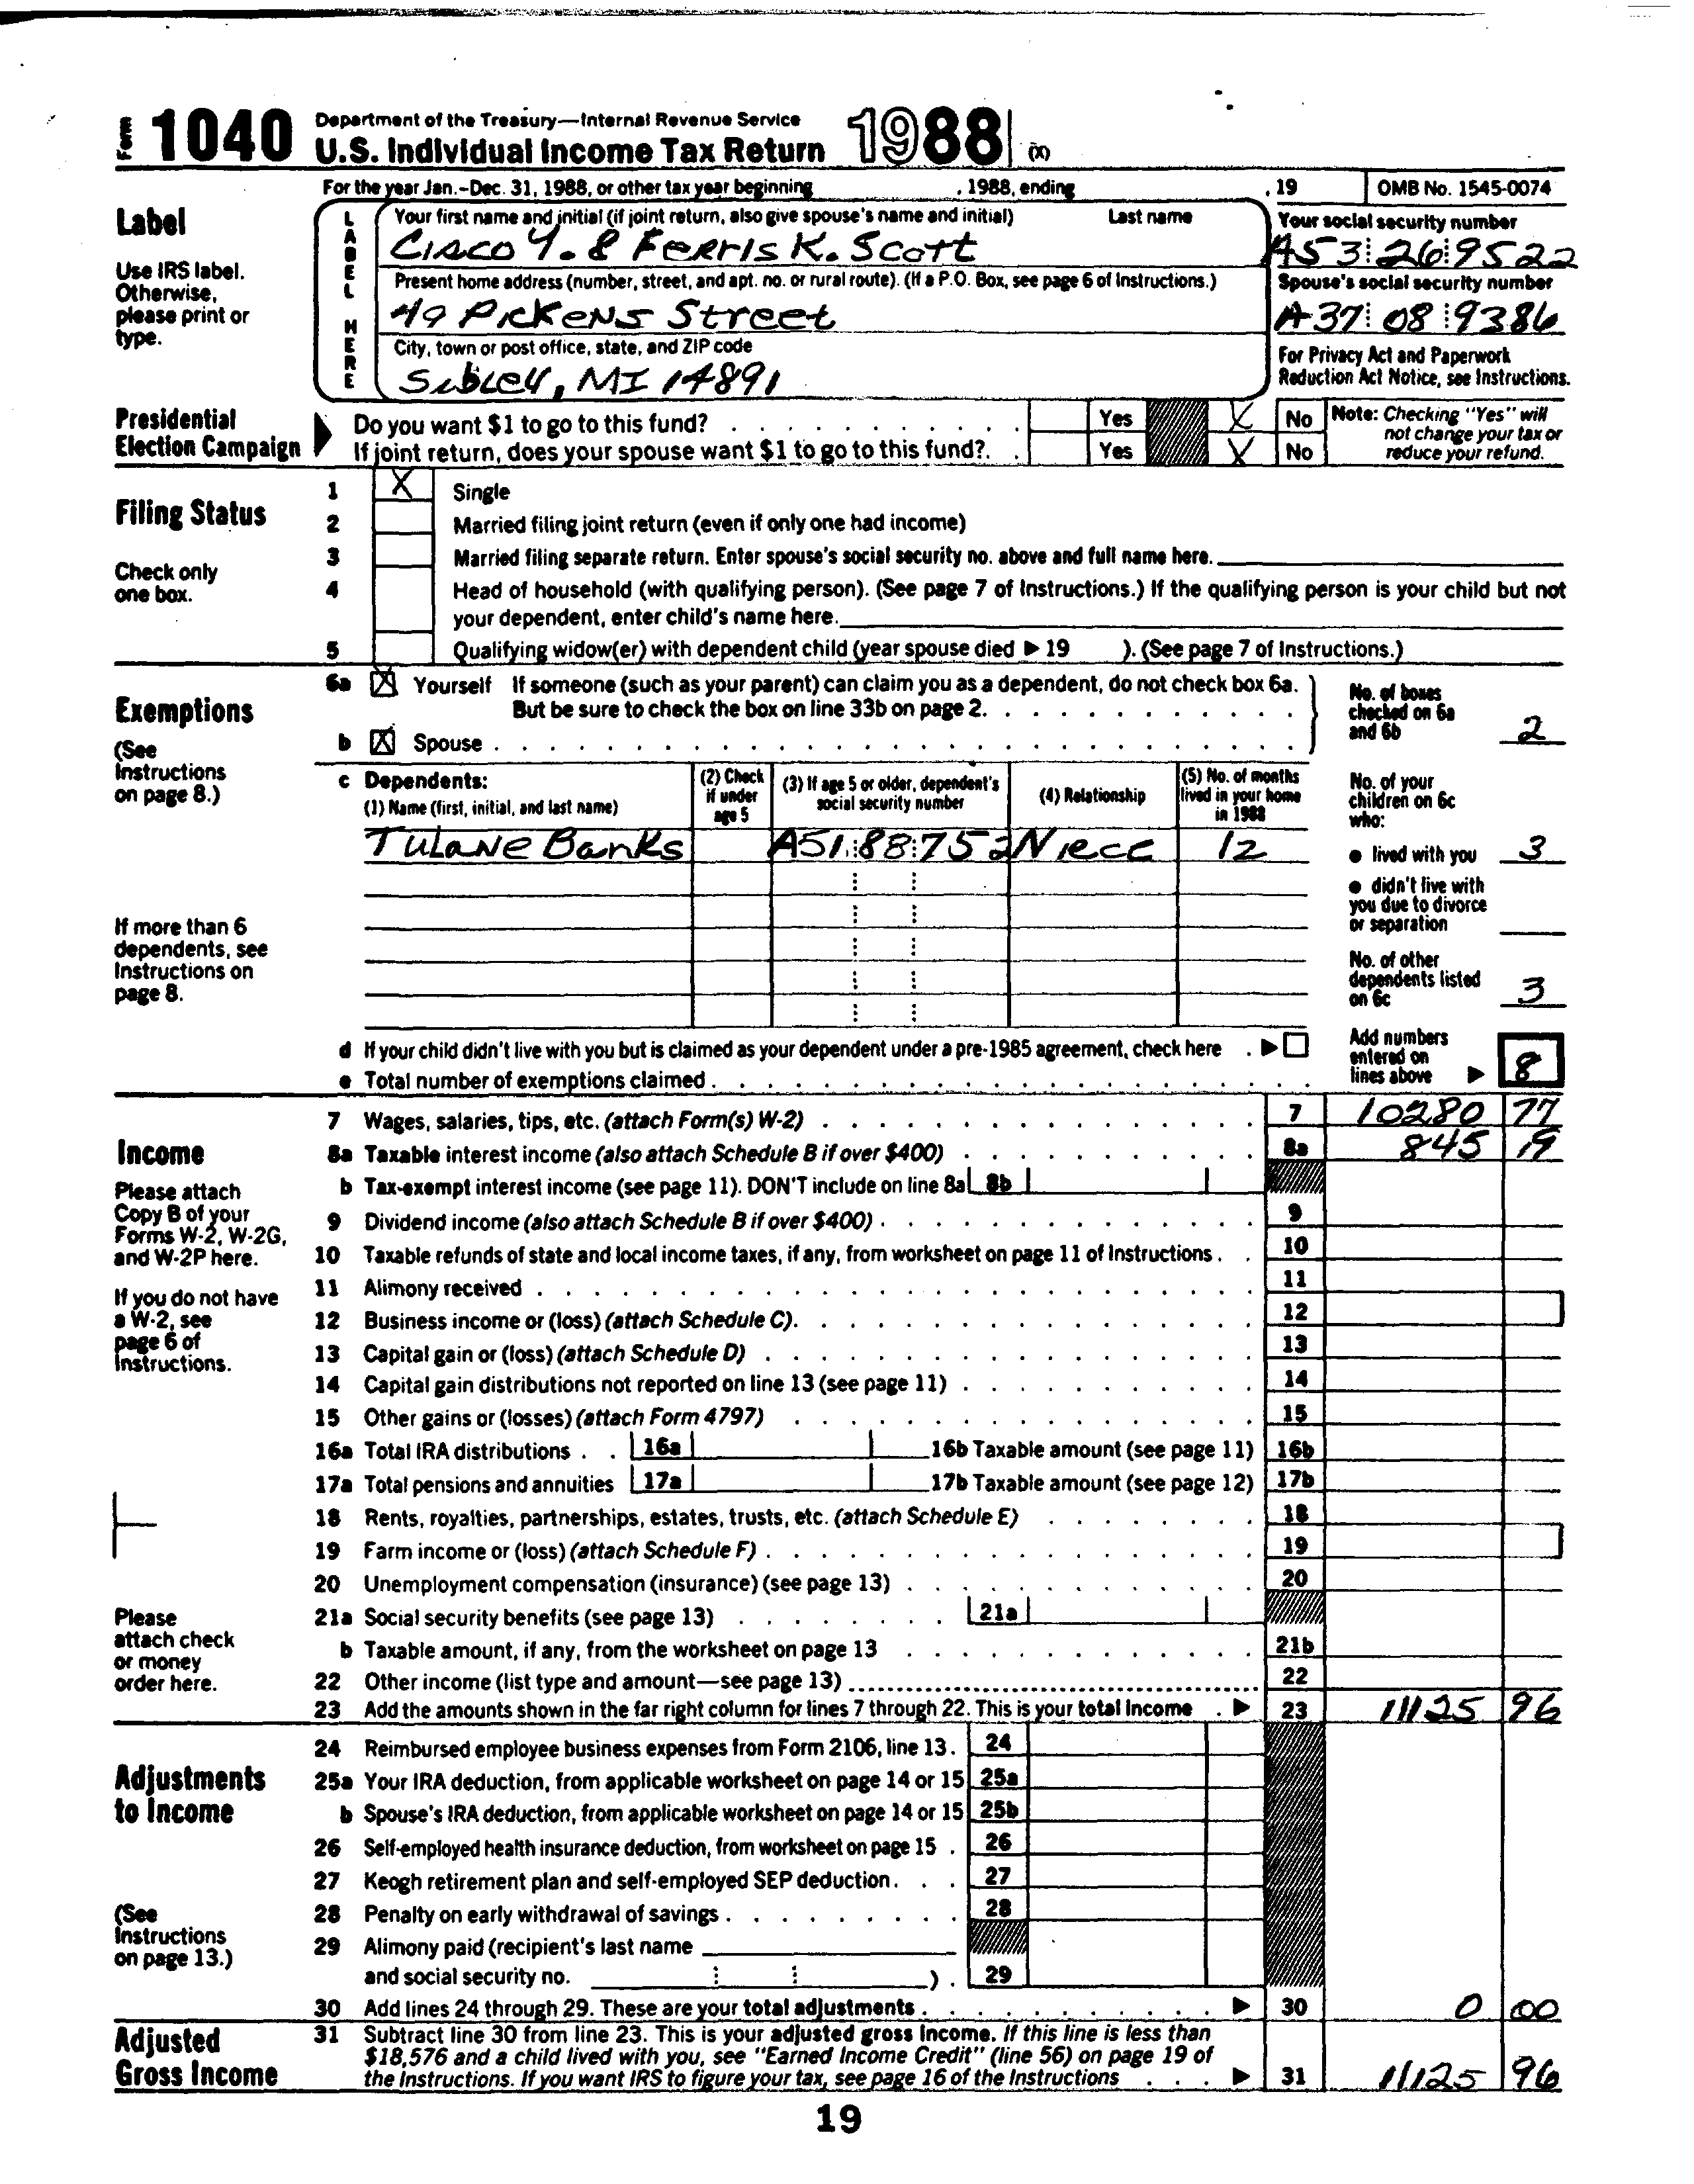 Form 1040 Department of the Treasury—Internal Revenue Service
U.S. Individual Income Tax Return 1988 (X)
For the year Jan.-Dec. 31, 1988, or other tax year beginning , 1988, ending , 19 OMB No. 1545-0074
Label
Use IRS label. Otherwise, please print or type.
LABEL HERE
Your first name and initial (if joint return, also give spouse's name and initial) Last name
Cisco Y. & Ferris K. Scott
Your social security number
A53 26 9522
Present home address (number, street, and apt. no. or rural route). (If a P.O. Box, see page 6 of Instructions.)
49 Pickens Street
Spouse's social security number
A37 08 9386
City, town or post office, state, and ZIP code
Sibley, MI 14891
For Privacy Act and Paperwork Reduction Act Notice, see Instructions.
Presidential Election Campaign
Do you want $1 to go to this fund? . . . . Yes X No
If joint return, does your spouse want $1 to go to this fund?. . Yes X No
Note: Checking "Yes" will not change your tax or reduce your refund.
Filing Status
Check only one box.
1 X Single
2 Married filing joint return (even if only one had income)
3 Married filing separate return. Enter spouse's social security no. above and full name here.
4 Head of household (with qualifying person). (See page 7 of Instructions.) If the qualifying person is your child but not
your dependent, enter child's name here.
5 Qualifying widow(er) with dependent child (year spouse died ▶ 19 ). (See page 7 of Instructions.)
Exemptions
(See Instructions on page 8.)
6a X Yourself If someone (such as your parent) can claim you as a dependent, do not check box 6a.
But be sure to check the box on line 33b on page 2.
b X Spouse
No. of boxes checked on 6a and 6b 2
c Dependents:
(1) Name (first, initial, and last name)
(2) Check if under age 5
(3) If age 5 or older, dependent's social security number
(4) Relationship
(5) No. of months lived in your home in 1988
Tulane Banks A51 88 752 Niece 12
No. of your children on 6c who:
● lived with you 3
● didn't live with you due to divorce or separation
No. of other dependents listed on 6c 3
If more than 6 dependents, see Instructions on page 8.
d If your child didn't live with you but is claimed as your dependent under a pre-1985 agreement, check here . ▶
e Total number of exemptions claimed
Add numbers entered on lines above ▶ 8
Income
Please attach Copy B of your Forms W-2, W-2G, and W-2P here.
If you do not have a W-2, see page 6 of Instructions.
Please attach check or money order here.
7 Wages, salaries, tips, etc. (attach Form(s) W-2) 7 10280 77
8a Taxable interest income (also attach Schedule B if over $400) 8a 845 19
b Tax-exempt interest income (see page 11). DON'T include on line 8a 8b
9 Dividend income (also attach Schedule B if over $400) 9
10 Taxable refunds of state and local income taxes, if any, from worksheet on page 11 of Instructions 10
11 Alimony received 11
12 Business income or (loss) (attach Schedule C). 12
13 Capital gain or (loss) (attach Schedule D) 13
14 Capital gain distributions not reported on line 13 (see page 11) 14
15 Other gains or (losses) (attach Form 4797) 15
16a Total IRA distributions 16a 16b Taxable amount (see page 11) 16b
17a Total pensions and annuities 17a 17b Taxable amount (see page 12) 17b
18 Rents, royalties, partnerships, estates, trusts, etc. (attach Schedule E) 18
19 Farm income or (loss) (attach Schedule F) 19
20 Unemployment compensation (insurance) (see page 13) 20
21a Social security benefits (see page 13) 21a
b Taxable amount, if any, from the worksheet on page 13 21b
22 Other income (list type and amount—see page 13) 22
23 Add the amounts shown in the far right column for lines 7 through 22. This is your total income . ▶ 23 11125 96
Adjustments to Income
(See Instructions on page 13.)
24 Reimbursed employee business expenses from Form 2106, line 13. 24
25a Your IRA deduction, from applicable worksheet on page 14 or 15 25a
b Spouse's IRA deduction, from applicable worksheet on page 14 or 15 25b
26 Self-employed health insurance deduction, from worksheet on page 15 . 26
27 Keogh retirement plan and self-employed SEP deduction. 27
28 Penalty on early withdrawal of savings 28
29 Alimony paid (recipient's last name
and social security no. ). 29
30 Add lines 24 through 29. These are your total adjustments ▶ 30 0 00
Adjusted Gross Income
31 Subtract line 30 from line 23. This is your adjusted gross income. If this line is less than
$18,576 and a child lived with you, see "Earned Income Credit" (line 56) on page 19 of
the Instructions. If you want IRS to figure your tax, see page 16 of the Instructions ▶ 31 11125 96
19